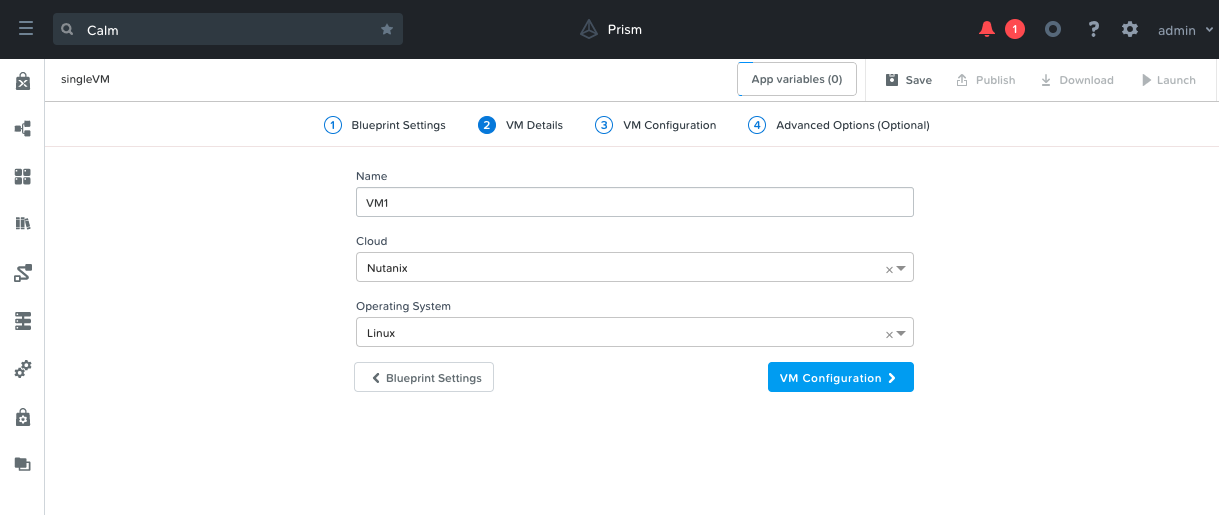 Calm
Prism
1
?
admin
singleVM
App variables (0)
Save
Publish
Download
Launch
1 Blueprint Settings
2 VM Details
3 VM Configuration
4 Advanced Options (Optional)
Name
VM1
Cloud
Nutanix
Operating System
Linux
Blueprint Settings
VM Configuration